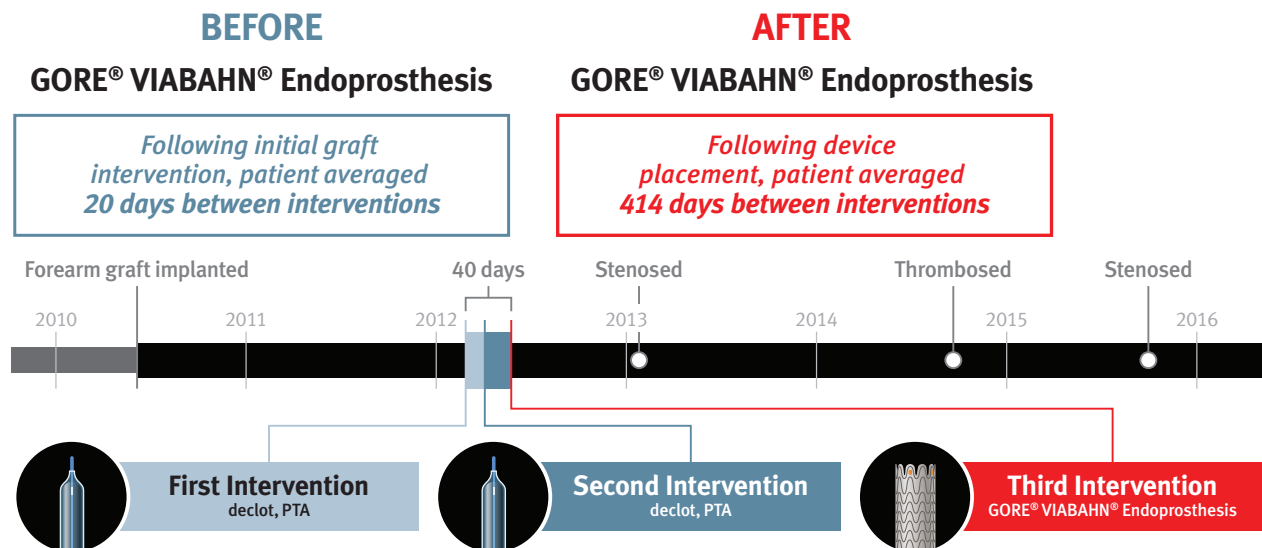 BEFORE
GORE® VIABAHN® Endoprosthesis
Following initial graft
intervention, patient averaged
20 days between interventions
AFTER
GORE® VIABAHN® Endoprosthesis
Following device
placement, patient averaged
414 days between interventions
Forearm graft implanted
40 days
Stenosed
Thrombosed
Stenosed
2010
2011
2012
2013
2014
2015
2016
First Intervention
declot, PTA
Second Intervention
declot, PTA
Third Intervention
GORE® VIABAHN® Endoprosthesis